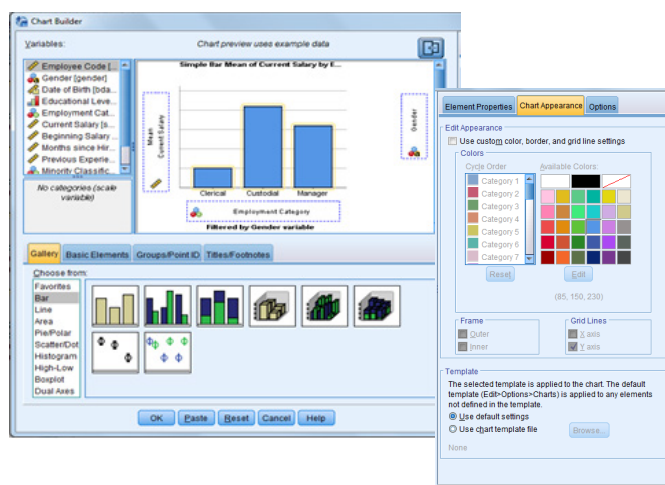 Chart Builder
Variables:
Chart preview uses example data
Employee Code [...
Gender [gender]
Date of Birth [bda...
Educational Leve...
Employment Cat...
Current Salary [s...
Beginning Salary ...
Months since Hir...
Previous Experie...
Minority Classific...
No categories (scale
variable)
Simple Bar Mean of Current Salary by E...
Mean
Current Salary
Gender
Clerical Custodial Manager
Employment Category
Filtered by Gender variable
Gallery Basic Elements Groups/Point ID Titles/Footnotes
Choose from:
Favorites
Bar
Line
Area
Pie/Polar
Scatter/Dot
Histogram
High-Low
Boxplot
Dual Axes
OK Paste Reset Cancel Help
Element Properties Chart Appearance Options
Edit Appearance
Use custom color, border, and grid line settings
Colors
Cycle Order Available Colors:
Category 1
Category 2
Category 3
Category 4
Category 5
Category 6
Category 7
Reset Edit
(85, 150, 230)
Frame Grid Lines
Outer X axis
Inner Y axis
Template
The selected template is applied to the chart. The default
template (Edit>Options>Charts) is applied to any elements
not defined in the template.
Use default settings
Use chart template file Browse...
None